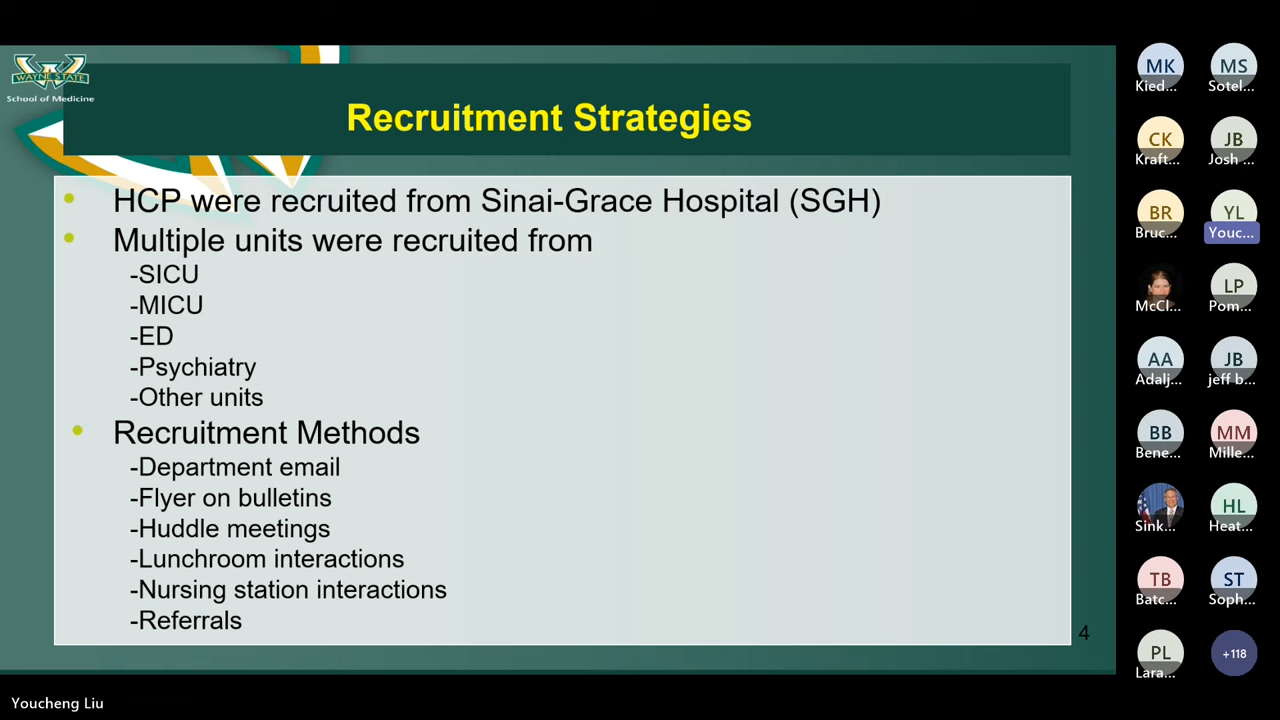 WAYNE STATE
School of Medicine
Recruitment Strategies
• HCP were recruited from Sinai-Grace Hospital (SGH)
• Multiple units were recruited from
-SICU
-MICU
-ED
-Psychiatry
-Other units
• Recruitment Methods
-Department email
-Flyer on bulletins
-Huddle meetings
-Lunchroom interactions
-Nursing station interactions
-Referrals
4
MK
Kied...
MS
Sotel...
CK
Kraft...
JB
Josh ...
BR
Bruc...
YL
Youc...
McCl...
LP
Pom...
AA
Adalj...
JB
jeff b...
BB
Bene...
MM
Mille...
Sink...
HL
Heat...
TB
Batc...
ST
Soph...
PL
Lara...
+118
Youcheng Liu